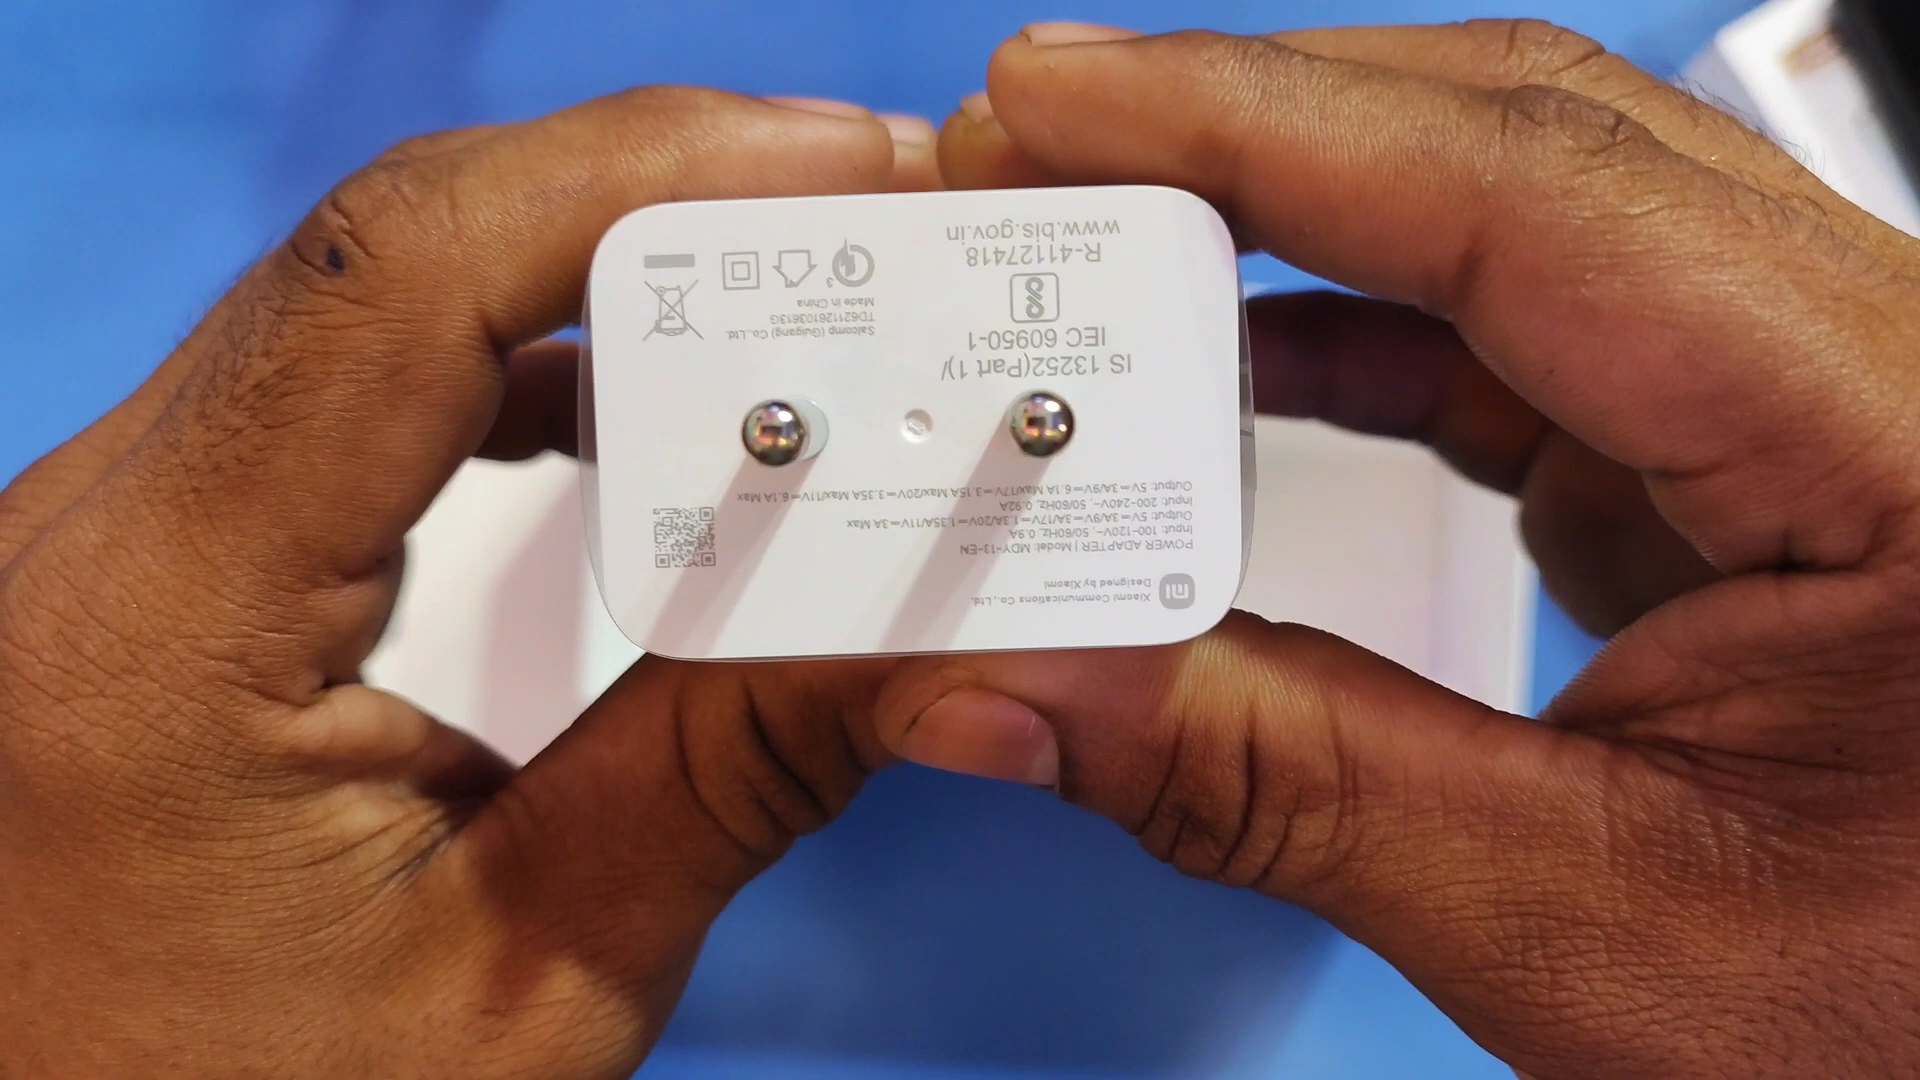 Xiaomi Communications Co., Ltd.
Designed by Xiaomi
POWER ADAPTER | Model: MDY-13-EN
Input: 100-120V~, 50/60Hz, 0.9A
Output: 5V⎓3A/9V⎓3A/17V⎓1.3A/20V⎓1.35A/11V⎓3A Max
Input: 200-240V~, 50/60Hz, 0.92A
Output: 5V⎓3A/9V⎓6.1A Max/17V⎓3.15A Max/20V⎓3.35A Max/11V⎓6.1A Max
IS 13252(Part 1)/
IEC 60950-1
R-41127418
www.bis.gov.in
Salcomp (Guigang) Co., Ltd.
TD621126103613G
Made in China
3